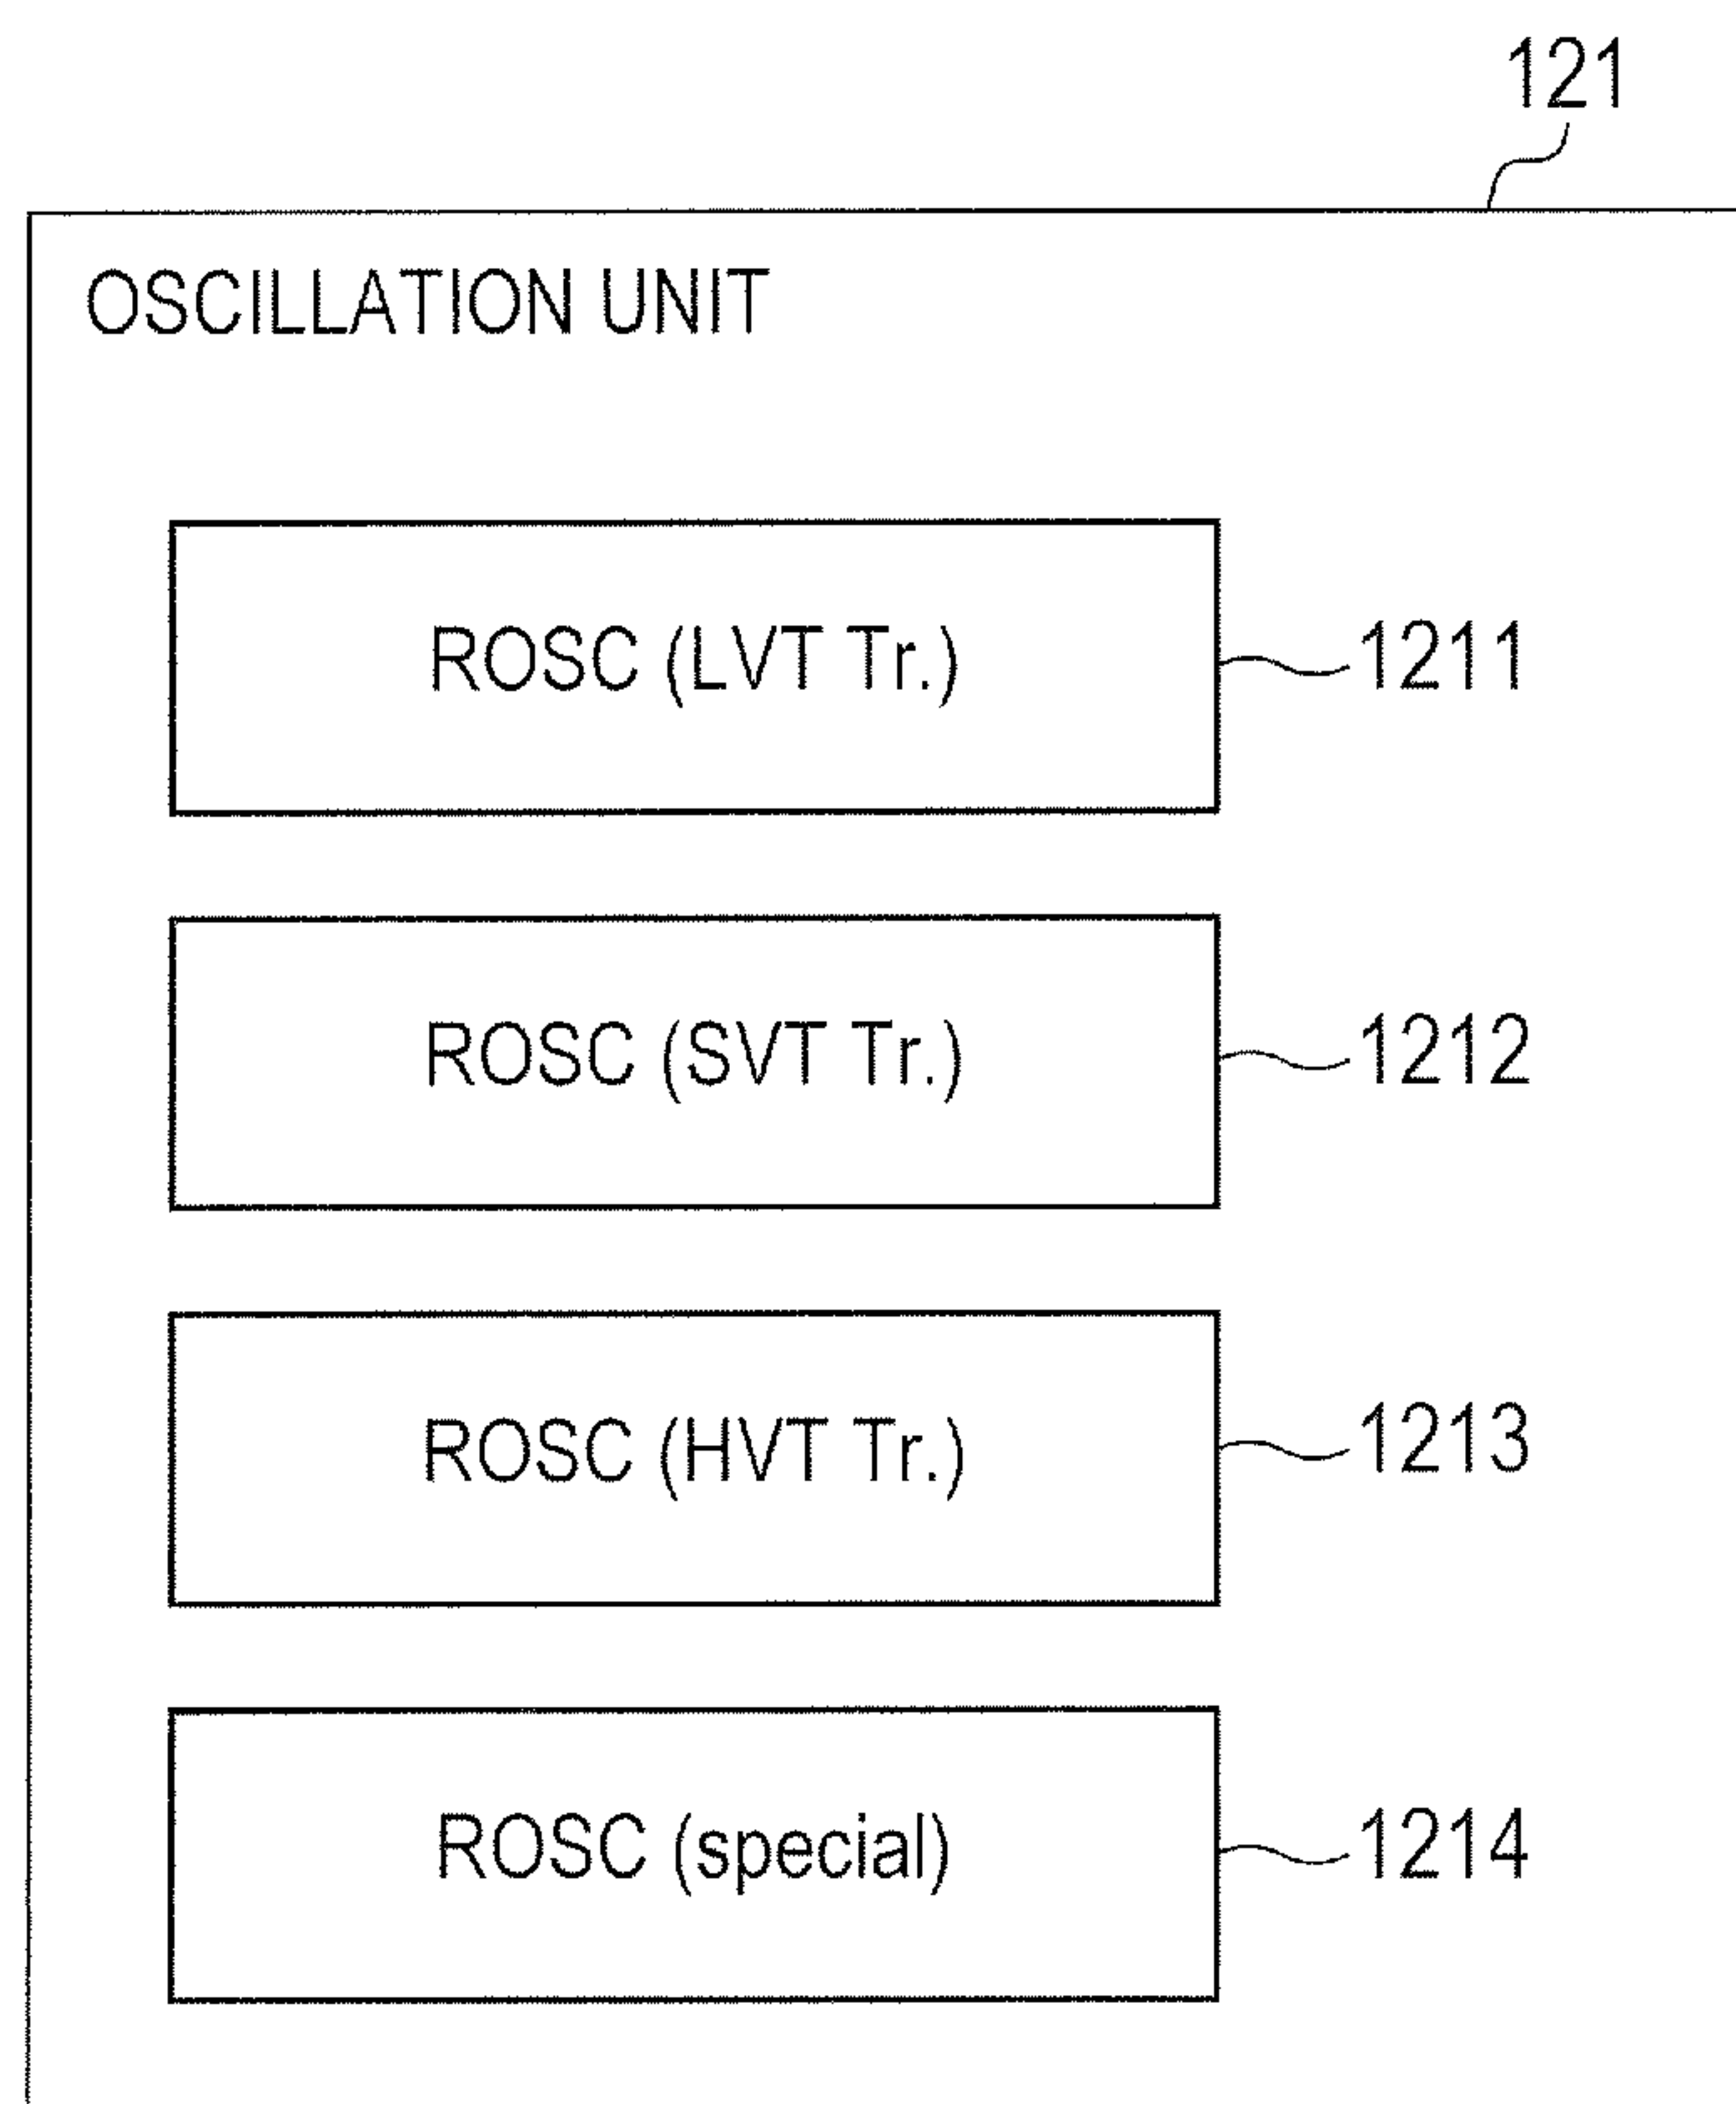 121
OSCILLATION UNIT
ROSC (LVT Tr.) 1211
ROSC (SVT Tr.) 1212
ROSC (HVT Tr.) 1213
ROSC (special) 1214